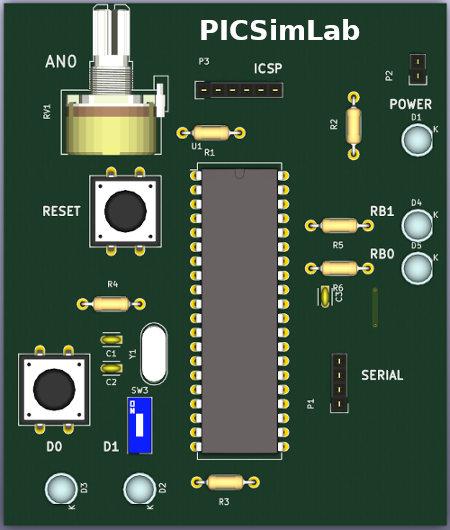 PICSimLab
ANO
P3
ICSP
P2
RV1
POWER
R2
D1
K
U1
R1
RESET
RB1
D4
K
R5
RB0
D5
K
R4
R6
C3
C1
Y1
C2
SW3
ON
SERIAL
P1
D0
D1
D3
K
D2
K
R3